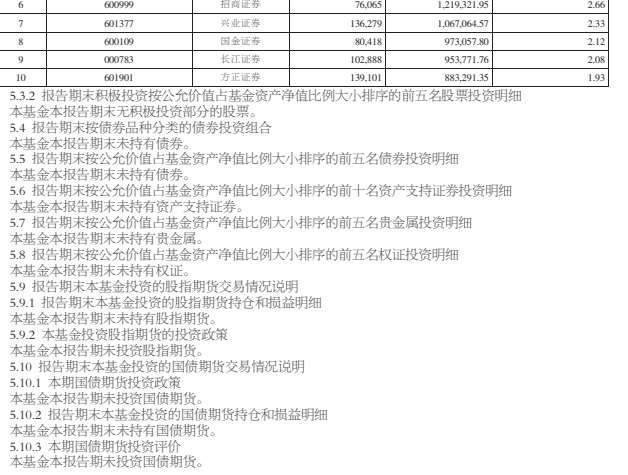 6 600999 招商证券 76,065 1,219,321.95 2.66
7 601377 兴业证券 136,279 1,067,064.57 2.33
8 600109 国金证券 80,418 973,057.80 2.12
9 000783 长江证券 102,888 953,771.76 2.08
10 601901 方正证券 139,101 883,291.35 1.93
5.3.2 报告期末积极投资按公允价值占基金资产净值比例大小排序的前五名股票投资明细
本基金本报告期末无积极投资部分的股票。
5.4 报告期末按债券品种分类的债券投资组合
本基金本报告期末未持有债券。
5.5 报告期末按公允价值占基金资产净值比例大小排序的前五名债券投资明细
本基金本报告期末未持有债券。
5.6 报告期末按公允价值占基金资产净值比例大小排序的前十名资产支持证券投资明细
本基金本报告期末未持有资产支持证券。
5.7 报告期末按公允价值占基金资产净值比例大小排序的前五名贵金属投资明细
本基金本报告期末未持有贵金属。
5.8 报告期末按公允价值占基金资产净值比例大小排序的前五名权证投资明细
本基金本报告期末未持有权证。
5.9 报告期末本基金投资的股指期货交易情况说明
5.9.1 报告期末本基金投资的股指期货持仓和损益明细
本基金本报告期末未持有股指期货。
5.9.2 本基金投资股指期货的投资政策
本基金本报告期未投资股指期货。
5.10 报告期末本基金投资的国债期货交易情况说明
5.10.1 本期国债期货投资政策
本基金本报告期未投资国债期货。
5.10.2 报告期末本基金投资的国债期货持仓和损益明细
本基金本报告期末未持有国债期货。
5.10.3 本期国债期货投资评价
本基金本报告期未投资国债期货。